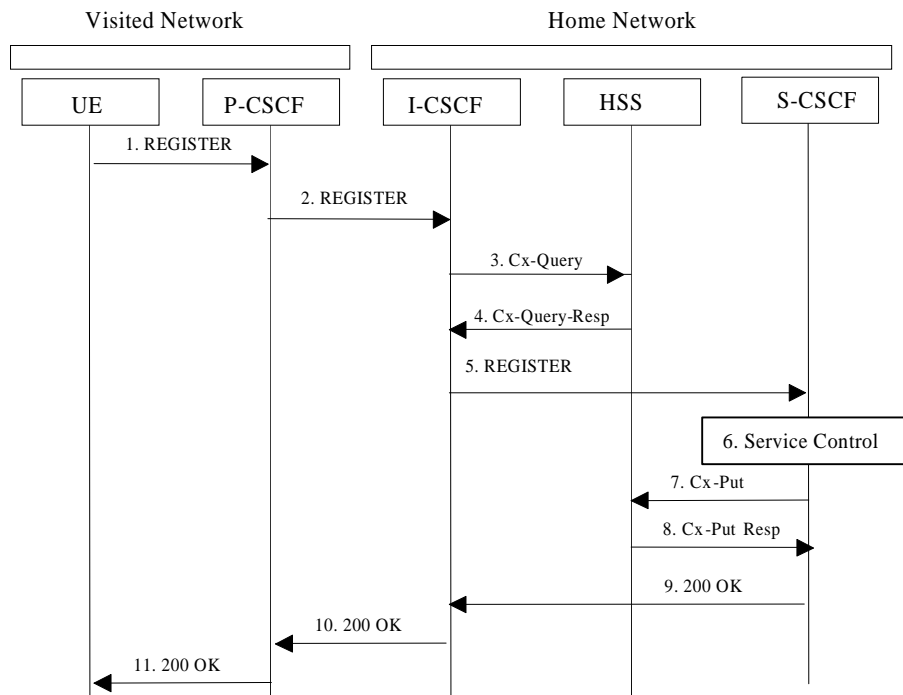 Visited Network
Home Network
UE
P-CSCF
I-CSCF
HSS
S-CSCF
1. REGISTER
2. REGISTER
3. Cx-Query
4. Cx-Query-Resp
5. REGISTER
6. Service Control
7. Cx-Put
8. Cx-Put Resp
9. 200 OK
10. 200 OK
11. 200 OK